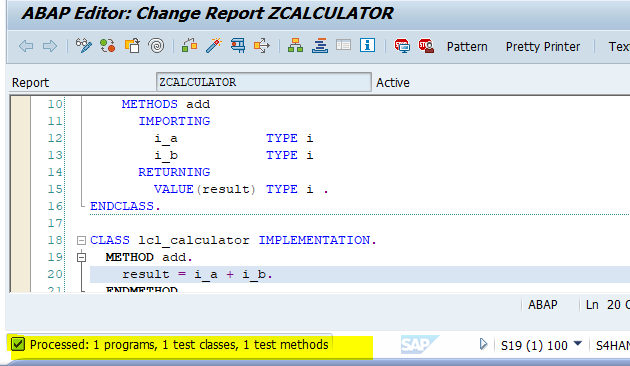 ABAP Editor: Change Report ZCALCULATOR
Pattern Pretty Printer Tex
Report ZCALCULATOR Active
10 METHODS add
11 IMPORTING
12 i_a TYPE i
13 i_b TYPE i
14 RETURNING
15 VALUE(result) TYPE i .
16 ENDCLASS.
17
18 CLASS lcl_calculator IMPLEMENTATION.
19 METHOD add.
20 result = i_a + i_b.
21 ENDMETHOD
ABAP Ln 20 C
Processed: 1 programs, 1 test classes, 1 test methods SAP S19 (1) 100 S4HAN